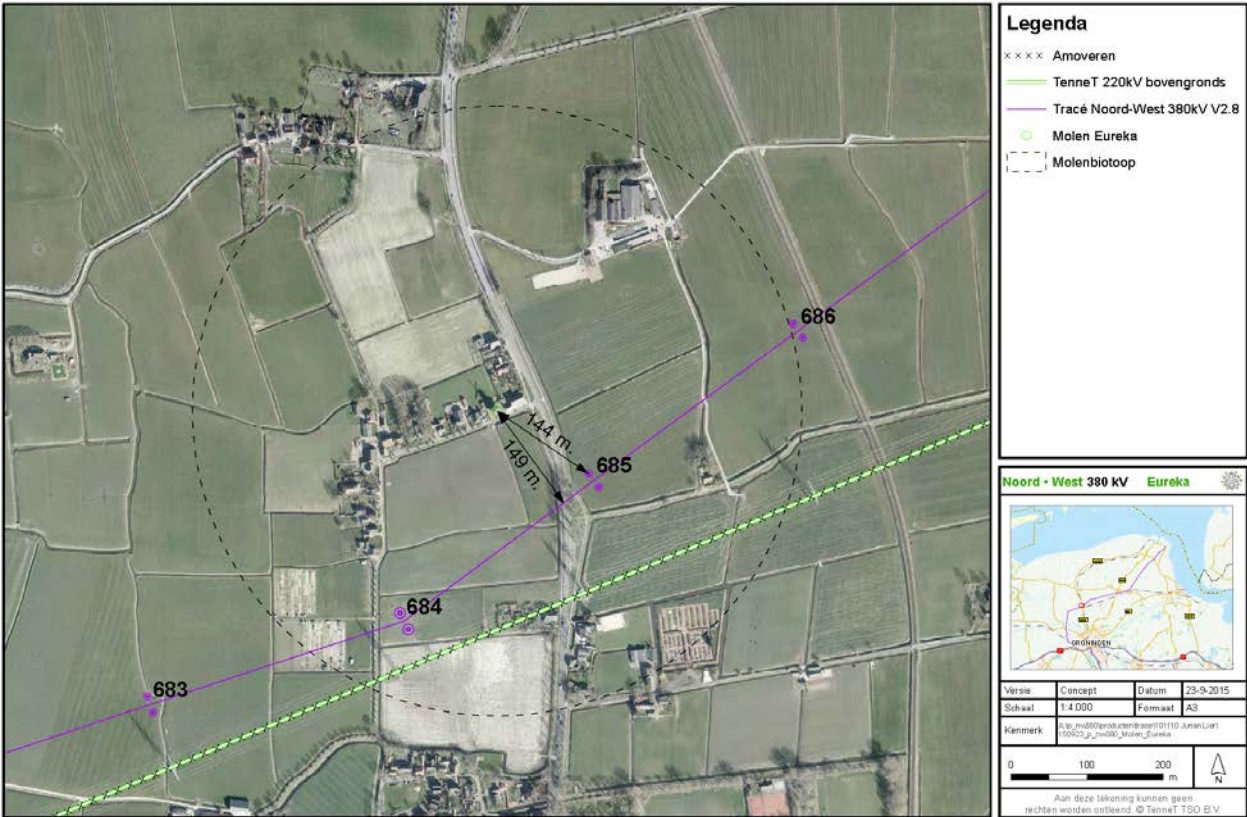 686
144 m.
149 m.
685
684
683
Legenda
Amoveren
TenneT 220kV bovengronds
Tracé Noord-West 380kV V2.8
Molen Eureka
Molenbiotoop
Noord • West 380 kV Eureka
GRONINGEN
Versie Concept Datum 23-9-2015
Schaal 1:4.000 Formaat A3
Kenmerk
0 100 200
m.
N
Aan deze tekening kunnen geen
rechten worden ontleend © TenneT TSO B.V.